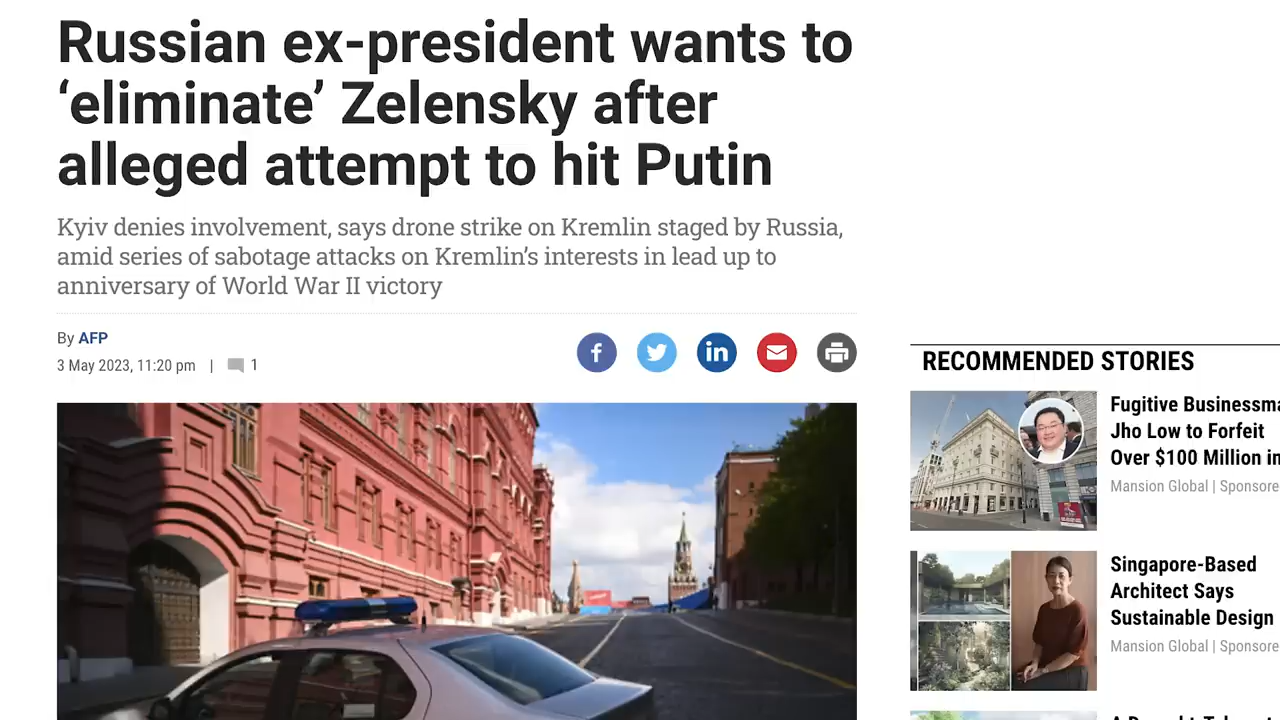 Russian ex-president wants to
‘eliminate’ Zelensky after
alleged attempt to hit Putin
Kyiv denies involvement, says drone strike on Kremlin staged by Russia,
amid series of sabotage attacks on Kremlin’s interests in lead up to
anniversary of World War II victory
By AFP
3 May 2023, 11:20 pm | 1
f
in
RECOMMENDED STORIES
Fugitive Businessma
Jho Low to Forfeit
Over $100 Million in
Mansion Global | Sponsore
Singapore-Based
Architect Says
Sustainable Design
Mansion Global | Sponsore